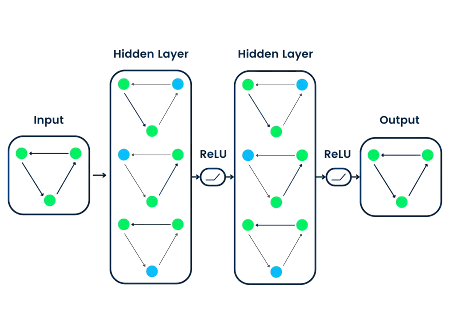 Hidden Layer
Hidden Layer
Input
Output
ReLU
ReLU